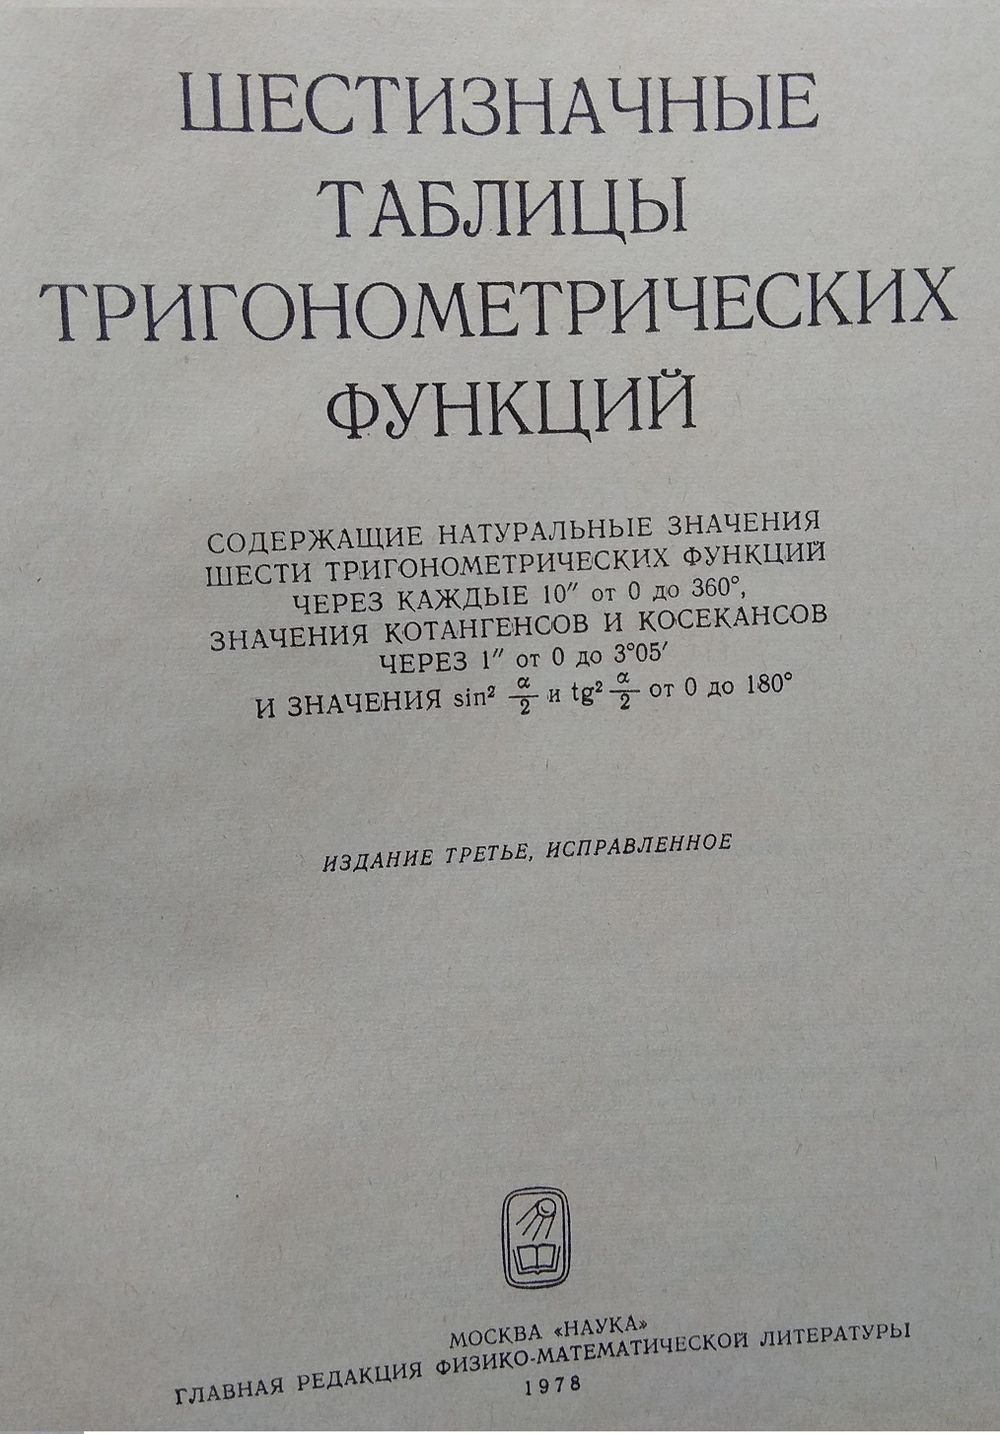 ШЕСТИЗНАЧНЫЕ
ТАБЛИЦЫ
ТРИГОНОМЕТРИЧЕСКИХ
ФУНКЦИЙ
СОДЕРЖАЩИЕ НАТУРАЛЬНЫЕ ЗНАЧЕНИЯ
ШЕСТИ ТРИГОНОМЕТРИЧЕСКИХ ФУНКЦИЙ
ЧЕРЕЗ КАЖДЫЕ 10″ от 0 до 360°,
ЗНАЧЕНИЯ КОТАНГЕНСОВ И КОСЕКАНСОВ
ЧЕРЕЗ 1″ от 0 до 3°05′
И ЗНАЧЕНИЯ sin² α/2 и tg² α/2 от 0 до 180°
ИЗДАНИЕ ТРЕТЬЕ, ИСПРАВЛЕННОЕ
МОСКВА «НАУКА»
ГЛАВНАЯ РЕДАКЦИЯ ФИЗИКО-МАТЕМАТИЧЕСКОЙ ЛИТЕРАТУРЫ
1978